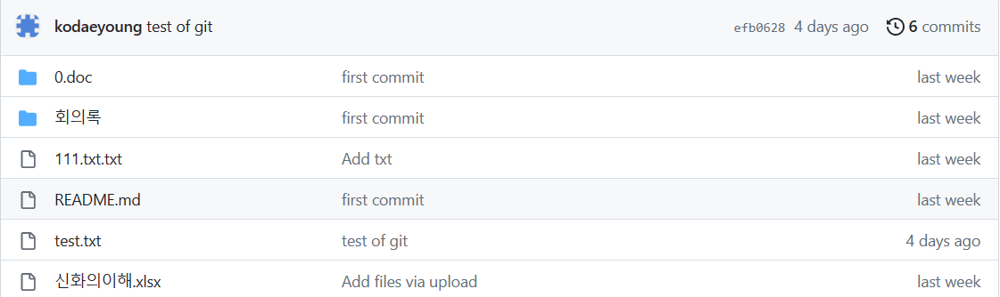 kodaeyoung test of git efb0628 4 days ago 6 commits
0.doc first commit last week
회의록 first commit last week
111.txt.txt Add txt last week
README.md first commit last week
test.txt test of git 4 days ago
신화의이해.xlsx Add files via upload last week